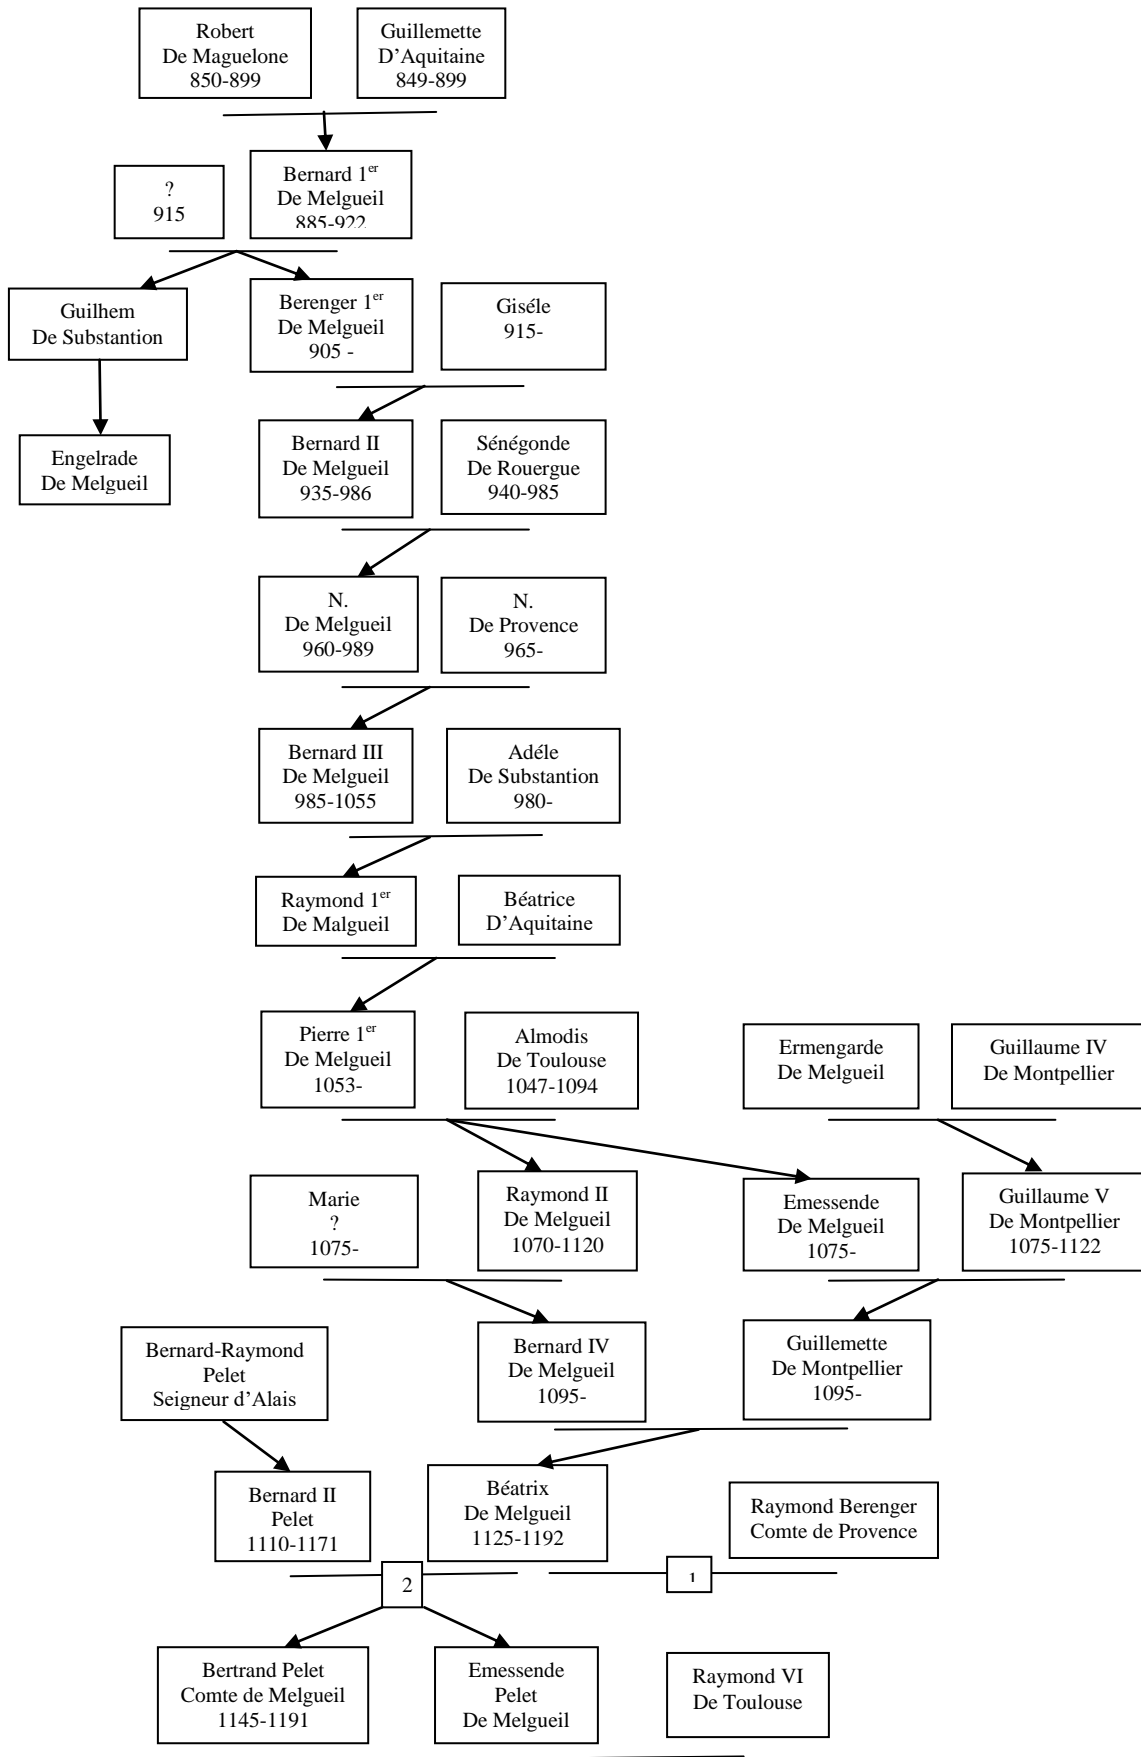 Robert
De Maguelone
850-899
Guillemette
D’Aquitaine
849-899
?
915
Bernard 1er
De Melgueil
885-922
Guilhem
De Substantion
Berenger 1er
De Melgueil
905 -
Giséle
915-
Engelrade
De Melgueil
Bernard II
De Melgueil
935-986
Sénégonde
De Rouergue
940-985
N.
De Melgueil
960-989
N.
De Provence
965-
Bernard III
De Melgueil
985-1055
Adéle
De Substantion
980-
Raymond 1er
De Malgueil
Béatrice
D’Aquitaine
Pierre 1er
De Melgueil
1053-
Almodis
De Toulouse
1047-1094
Ermengarde
De Melgueil
Guillaume IV
De Montpellier
Marie
?
1075-
Raymond II
De Melgueil
1070-1120
Emessende
De Melgueil
1075-
Guillaume V
De Montpellier
1075-1122
Bernard-Raymond
Pelet
Seigneur d’Alais
Bernard IV
De Melgueil
1095-
Guillemette
De Montpellier
1095-
Bernard II
Pelet
1110-1171
Béatrix
De Melgueil
1125-1192
Raymond Berenger
Comte de Provence
2
1
Bertrand Pelet
Comte de Melgueil
1145-1191
Emessende
Pelet
De Melgueil
Raymond VI
De Toulouse